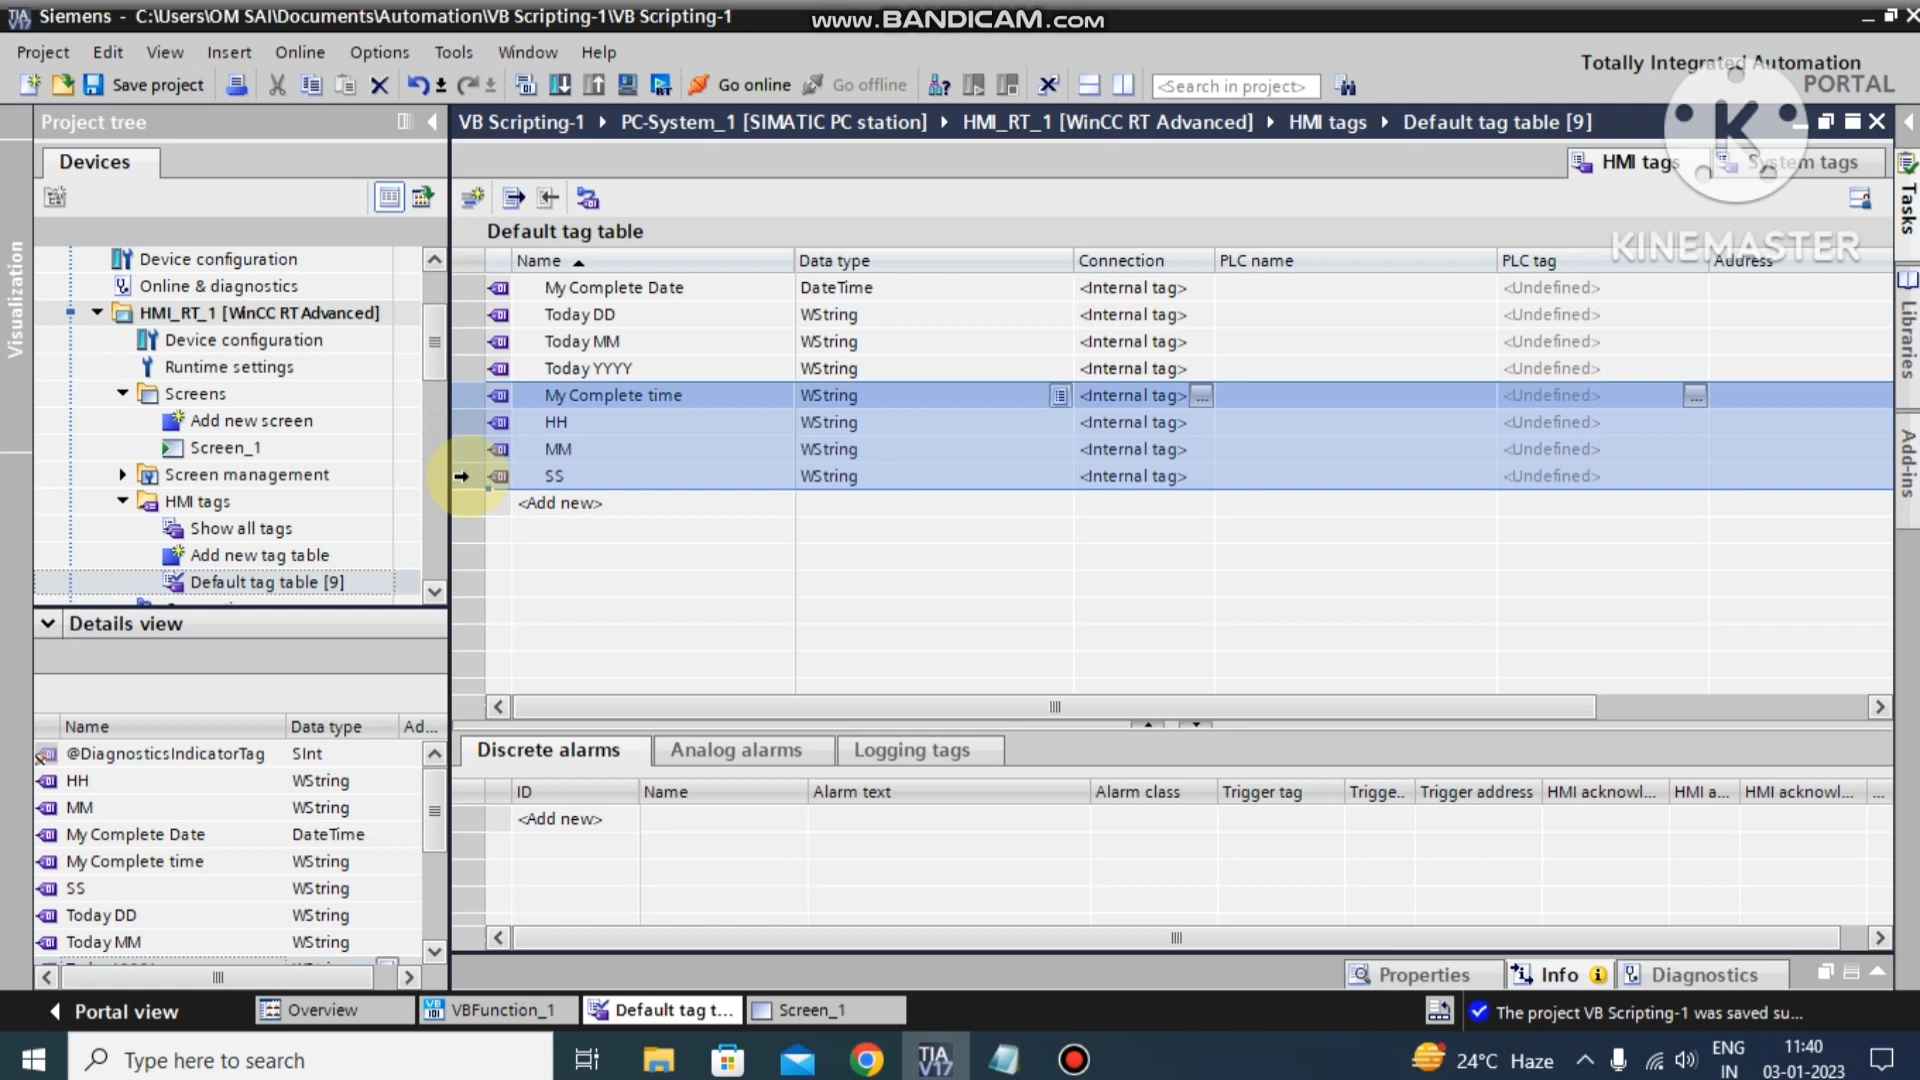 Siemens - C:\Users\OM SAI\Documents\Automation\VB Scripting-1\VB Scripting-1
www.BANDICAM.com
Project Edit View Insert Online Options Tools Window Help
Totally Integrated Automation
PORTAL
Save project
Go online
Go offline
<Search in project>
Project tree
VB Scripting-1 PC-System_1 [SIMATIC PC station] HMI_RT_1 [WinCC RT Advanced] HMI tags Default tag table [9]
K
KINEMASTER
Devices
HMI tags
System tags
Default tag table
Visualization
Tasks
Libraries
Add-ins
Device configuration
Online & diagnostics
HMI_RT_1 [WinCC RT Advanced]
Device configuration
Runtime settings
Screens
Add new screen
Screen_1
Screen management
HMI tags
Show all tags
Add new tag table
Default tag table [9]
Name Data type Connection PLC name PLC tag Address
My Complete Date DateTime <Internal tag> <Undefined>
Today DD WString <Internal tag> <Undefined>
Today MM WString <Internal tag> <Undefined>
Today YYYY WString <Internal tag> <Undefined>
My Complete time WString <Internal tag> ... <Undefined> ...
HH WString <Internal tag> <Undefined>
MM WString <Internal tag> <Undefined>
SS WString <Internal tag> <Undefined>
<Add new>
Details view
Name Data type Ad...
@DiagnosticsIndicatorTag SInt
HH WString
MM WString
My Complete Date DateTime
My Complete time WString
SS WString
Today DD WString
Today MM WString
Discrete alarms Analog alarms Logging tags
ID Name Alarm text Alarm class Trigger tag Trigge.. Trigger address HMI acknowl... HMI a... HMI acknowl... ...
<Add new>
Properties Info Diagnostics
Portal view Overview VBFunction_1 Default tag t... Screen_1
The project VB Scripting-1 was saved su...
Type here to search
TIA V17
24°C Haze
ENG
IN
11:40
03-01-2023